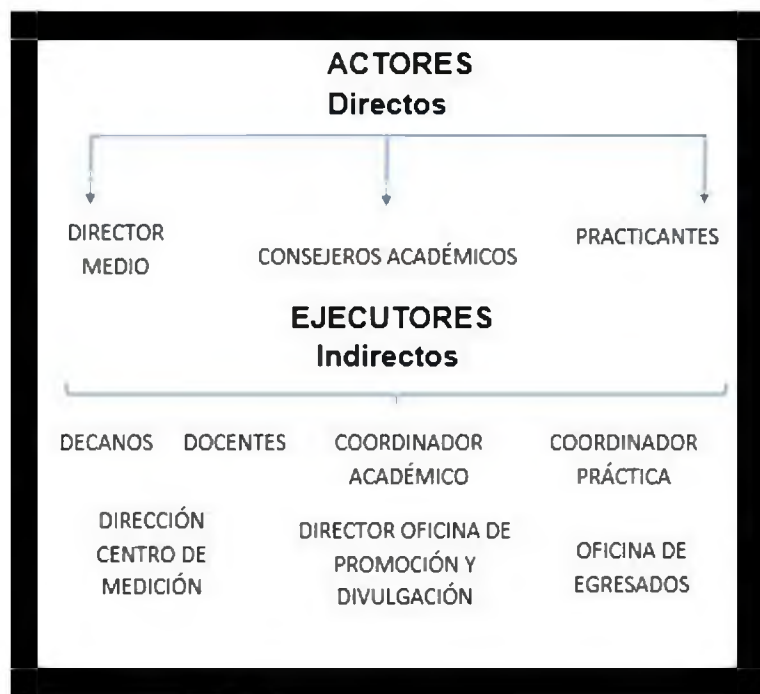 ACTORES
Directos
DIRECTOR
MEDIO
CONSEJEROS ACADÉMICOS
PRACTICANTES
EJECUTORES
Indirectos
DECANOS
DOCENTES
COORDINADOR
ACADÉMICO
COORDINADOR
PRÁCTICA
DIRECCIÓN
CENTRO DE
MEDICIÓN
DIRECTOR OFICINA DE
PROMOCIÓN Y
DIVULGACIÓN
OFICINA DE
EGRESADOS